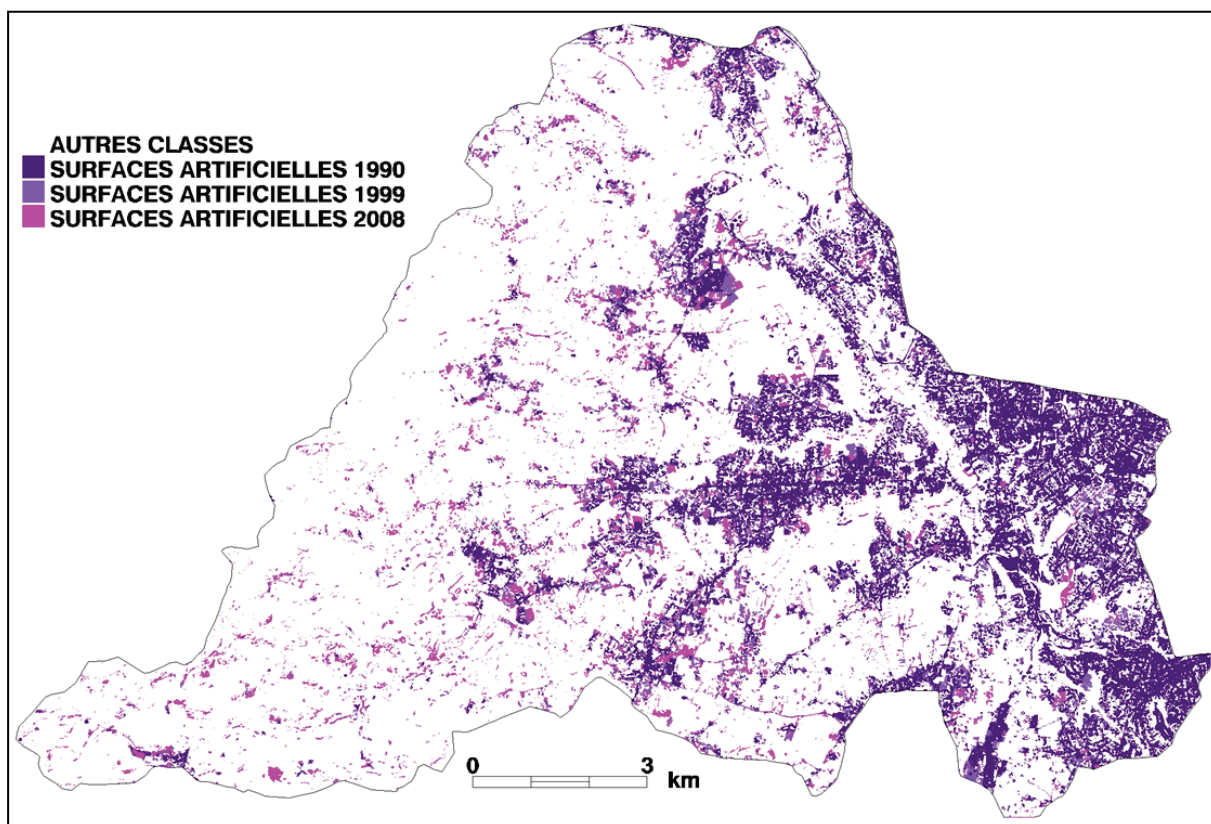 AUTRES CLASSES
SURFACES ARTIFICIELLES 1990
SURFACES ARTIFICIELLES 1999
SURFACES ARTIFICIELLES 2008
0 3 km